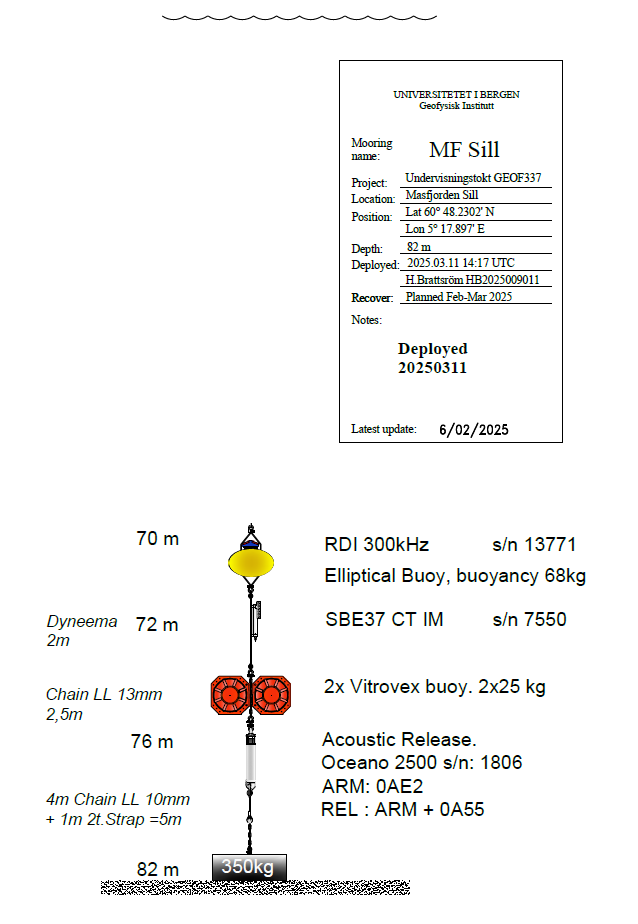 UNIVERSITETET I BERGEN
Geofysisk Institutt
Mooring name: MF Sill
Project: Undervisningstokt GEOF337
Location: Masfjorden Sill
Position: Lat 60° 48.2302' N
Lon 5° 17.897' E
Depth: 82 m
Deployed: 2025.03.11 14:17 UTC
H.Brattsröm HB2025009011
Recover: Planned Feb-Mar 2025
Notes:
Deployed
20250311
Latest update: 6/02/2025
70 m RDI 300kHz s/n 13771
Elliptical Buoy, buoyancy 68kg
Dyneema 72 m SBE37 CT IM s/n 7550
2m
Chain LL 13mm 2x Vitrovex buoy. 2x25 kg
2,5m
76 m Acoustic Release.
Oceano 2500 s/n: 1806
ARM: 0AE2
4m Chain LL 10mm REL : ARM + 0A55
+ 1m 2t.Strap =5m
82 m 350kg